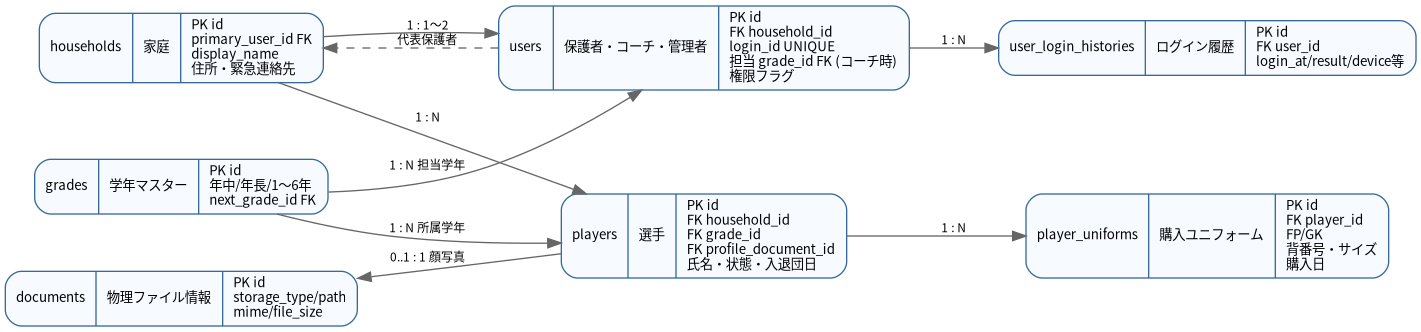 households
家庭
PK id
primary_user_id FK
display_name
住所・緊急連絡先
1 : 1～2
代表保護者
users
保護者・コーチ・管理者
PK id
FK household_id
login_id UNIQUE
担当 grade_id FK (コーチ時)
権限フラグ
1 : N
user_login_histories
ログイン履歴
PK id
FK user_id
login_at/result/device等
1 : N
grades
学年マスター
PK id
年中/年長/1～6年
next_grade_id FK
1 : N 担当学年
1 : N 所属学年
0..1 : 1 顔写真
players
選手
PK id
FK household_id
FK grade_id
FK profile_document_id
氏名・状態・入退団日
1 : N
player_uniforms
購入ユニフォーム
PK id
FK player_id
FP/GK
背番号・サイズ
購入日
documents
物理ファイル情報
PK id
storage_type/path
mime/file_size